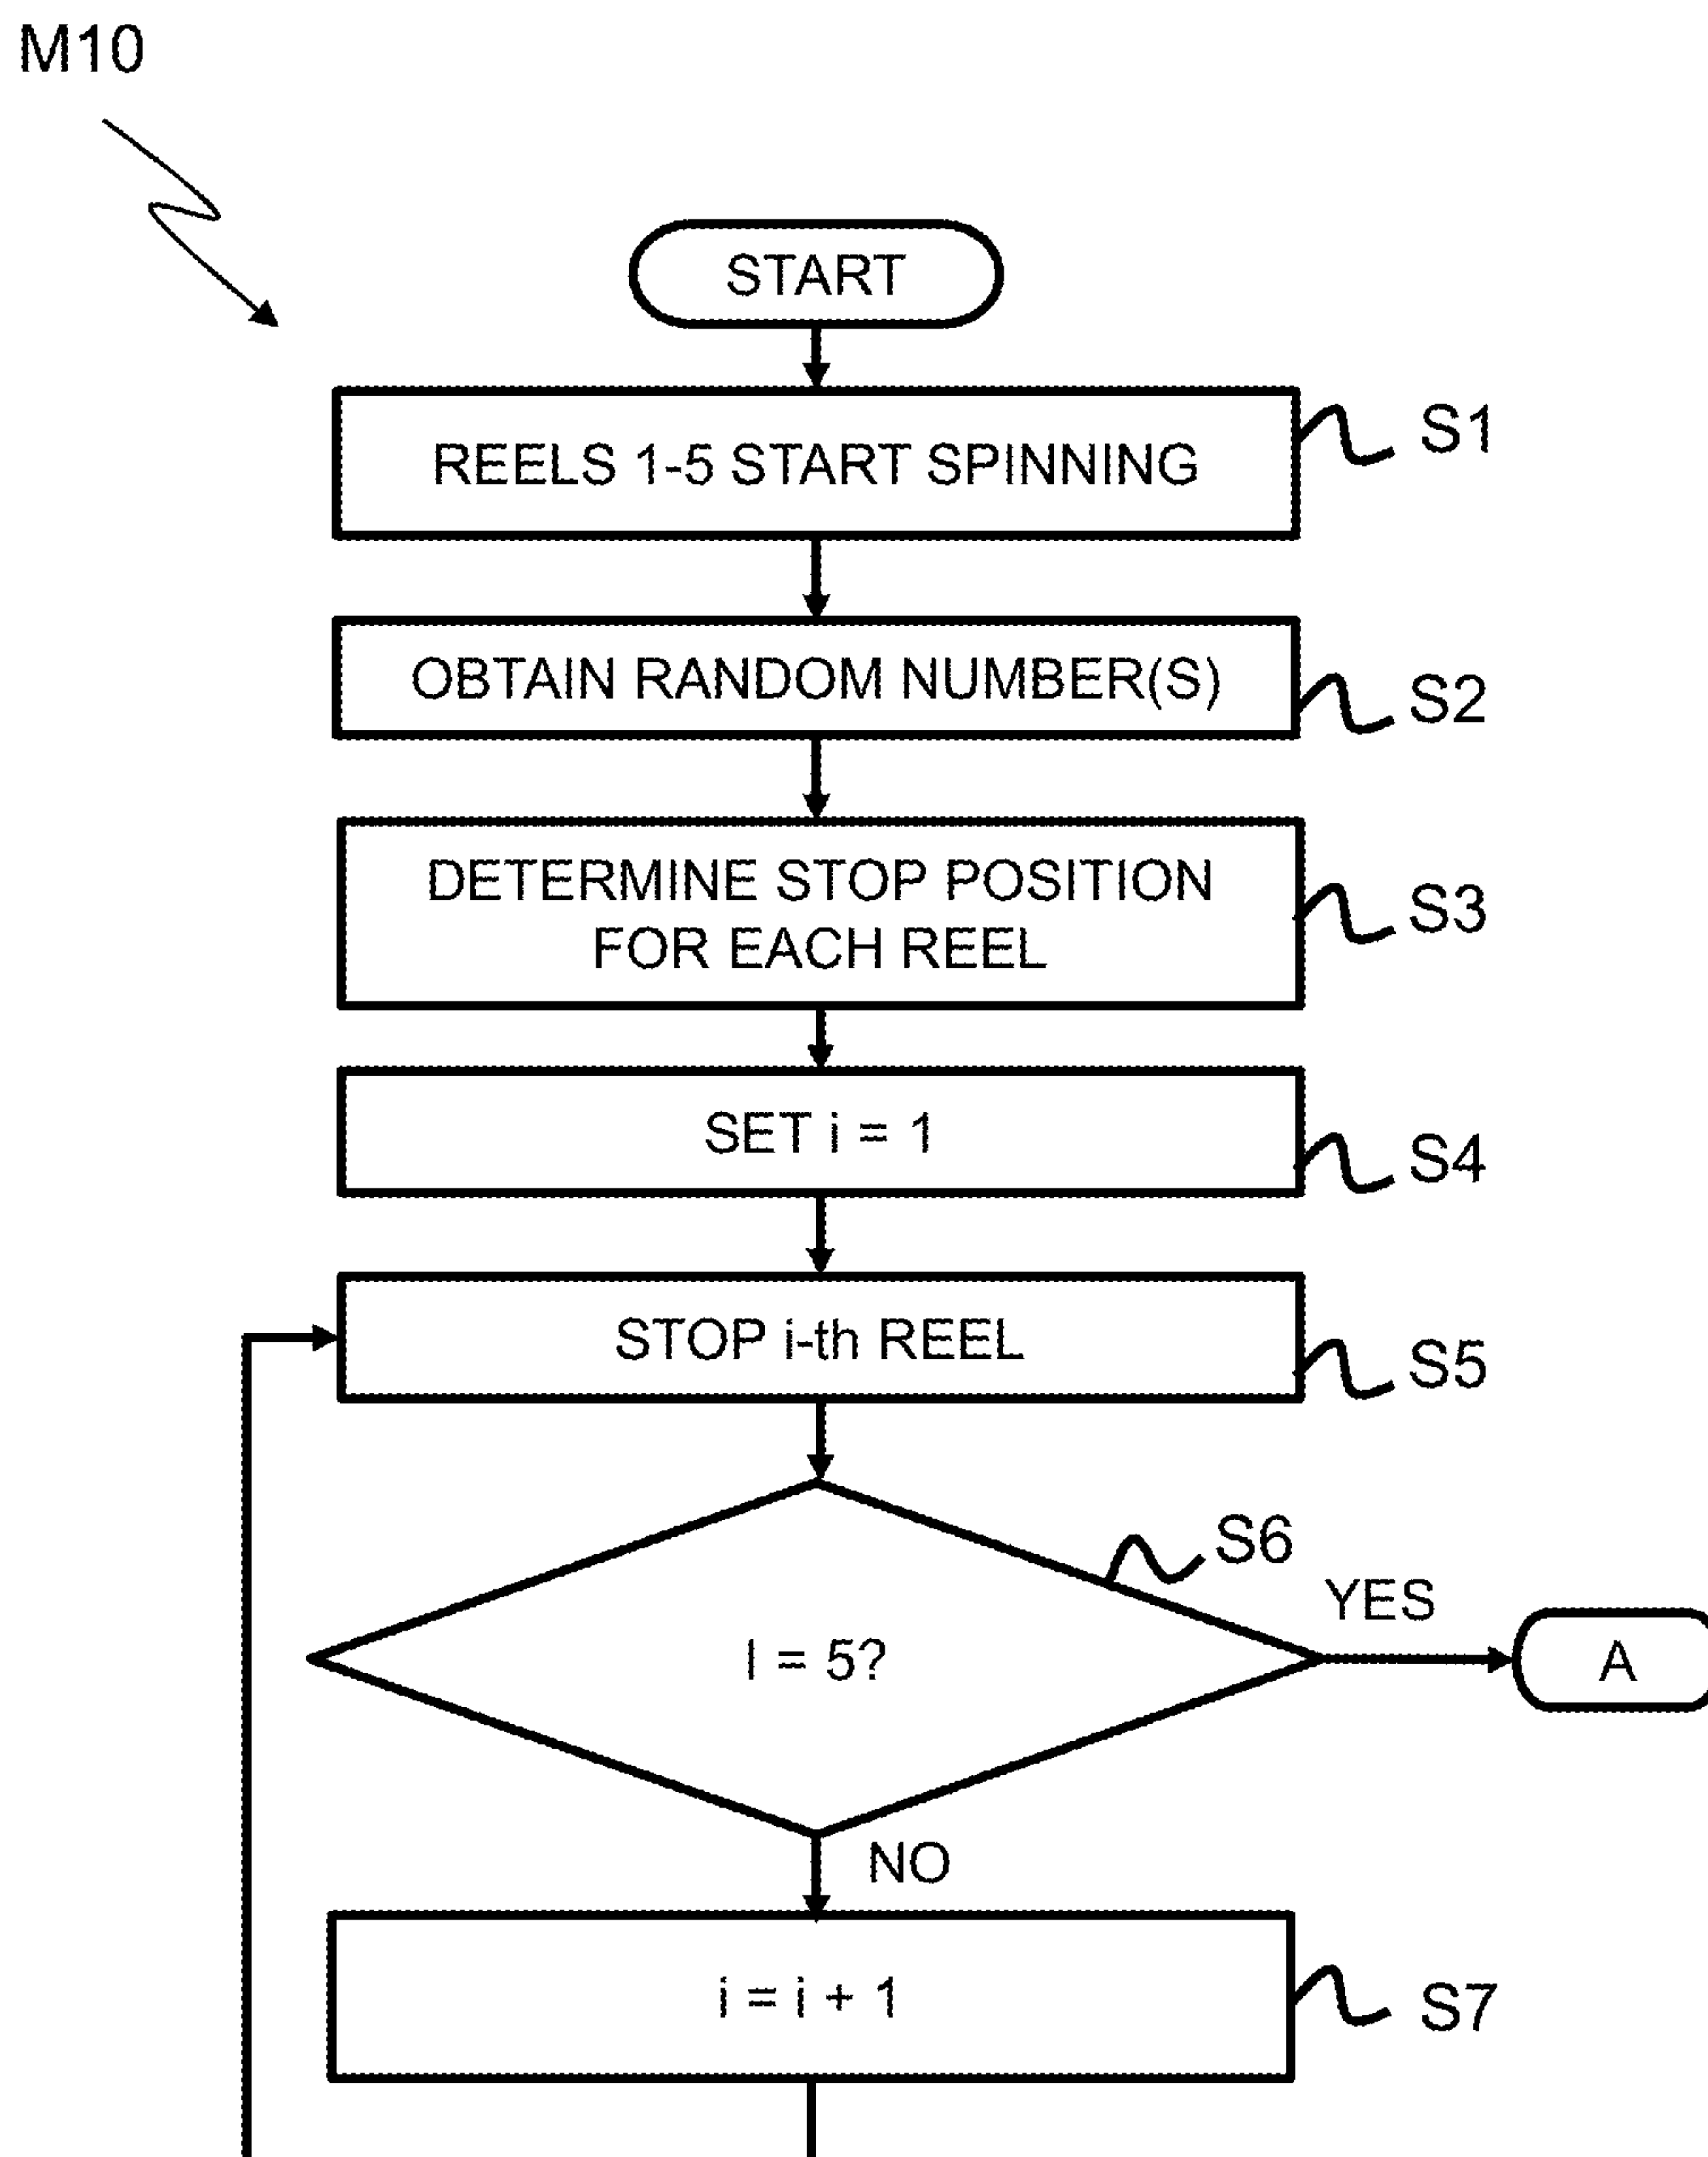 M10
START
REELS 1-5 START SPINNING
S1
OBTAIN RANDOM NUMBER(S)
S2
DETERMINE STOP POSITION
FOR EACH REEL
S3
SET i = 1
S4
STOP i-th REEL
S5
S6
YES
I = 5?
A
NO
i = i + 1
S7